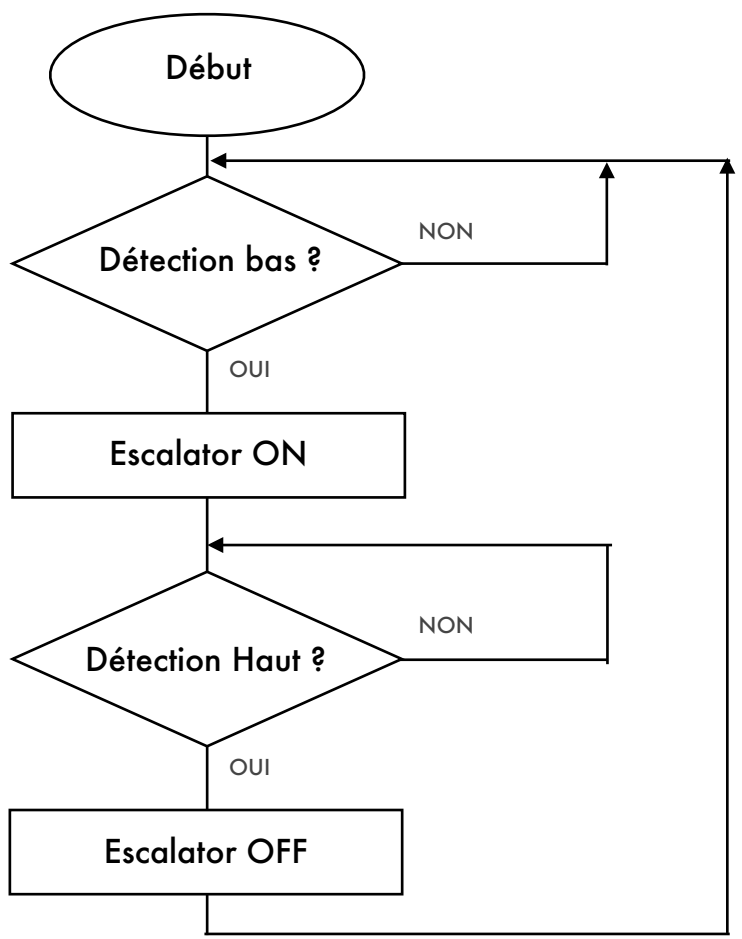 Début
Détection bas ?
NON
OUI
Escalator ON
Détection Haut ?
NON
OUI
Escalator OFF